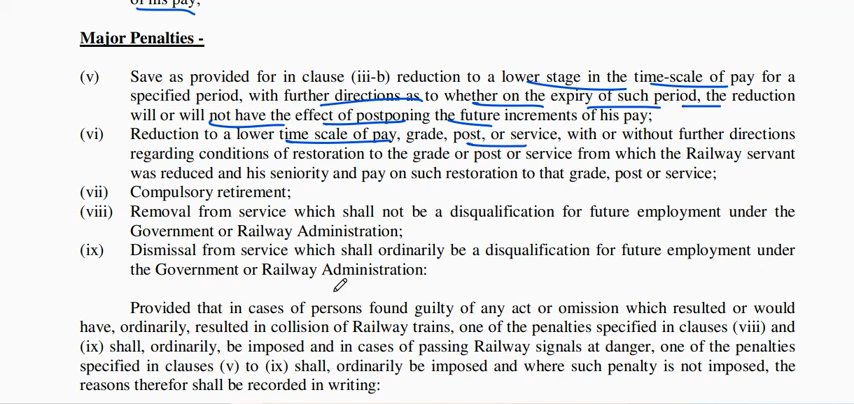 of his pay;
Major Penalties -
(v) Save as provided for in clause (iii-b) reduction to a lower stage in the time-scale of pay for a
specified period, with further directions as to whether on the expiry of such period, the reduction
will or will not have the effect of postponing the future increments of his pay;
(vi) Reduction to a lower time scale of pay, grade, post, or service, with or without further directions
regarding conditions of restoration to the grade or post or service from which the Railway servant
was reduced and his seniority and pay on such restoration to that grade, post or service;
(vii) Compulsory retirement;
(viii) Removal from service which shall not be a disqualification for future employment under the
Government or Railway Administration;
(ix) Dismissal from service which shall ordinarily be a disqualification for future employment under
the Government or Railway Administration:
Provided that in cases of persons found guilty of any act or omission which resulted or would
have, ordinarily, resulted in collision of Railway trains, one of the penalties specified in clauses (viii) and
(ix) shall, ordinarily, be imposed and in cases of passing Railway signals at danger, one of the penalties
specified in clauses (v) to (ix) shall, ordinarily be imposed and where such penalty is not imposed, the
reasons therefor shall be recorded in writing: